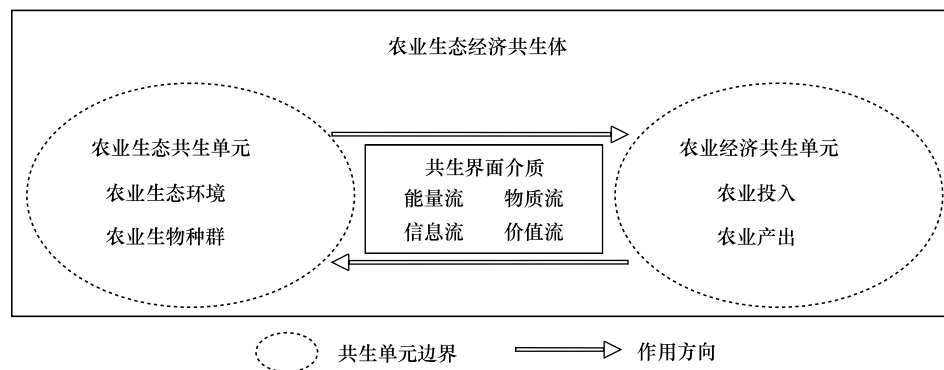 农业生态经济共生体
农业生态共生单元
农业生态环境
农业生物种群
共生界面介质
能量流 物质流
信息流 价值流
农业经济共生单元
农业投入
农业产出
共生单元边界
作用方向